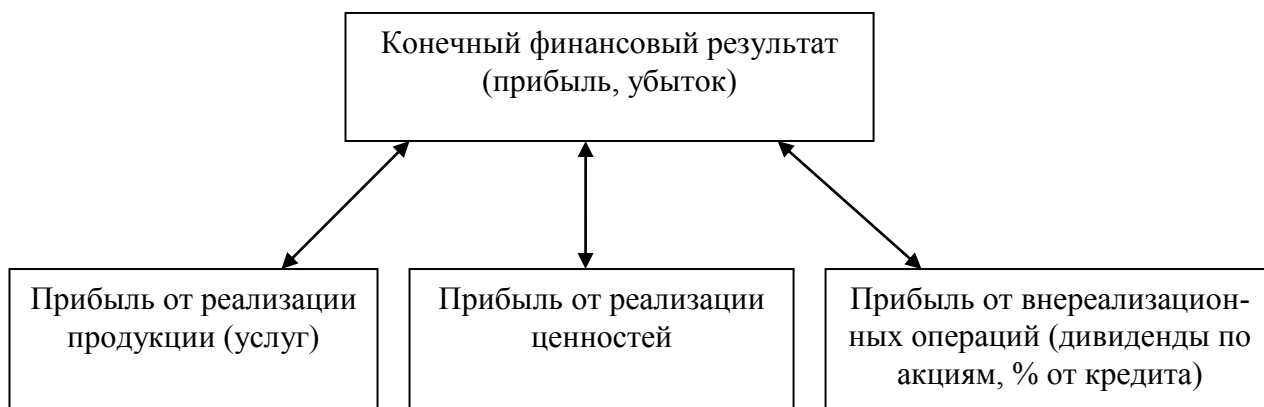 Конечный финансовый результат
(прибыль, убыток)
Прибыль от реализации
продукции (услуг)
Прибыль от реализации
ценностей
Прибыль от внереализацион-
ных операций (дивиденды по
акциям, % от кредита)